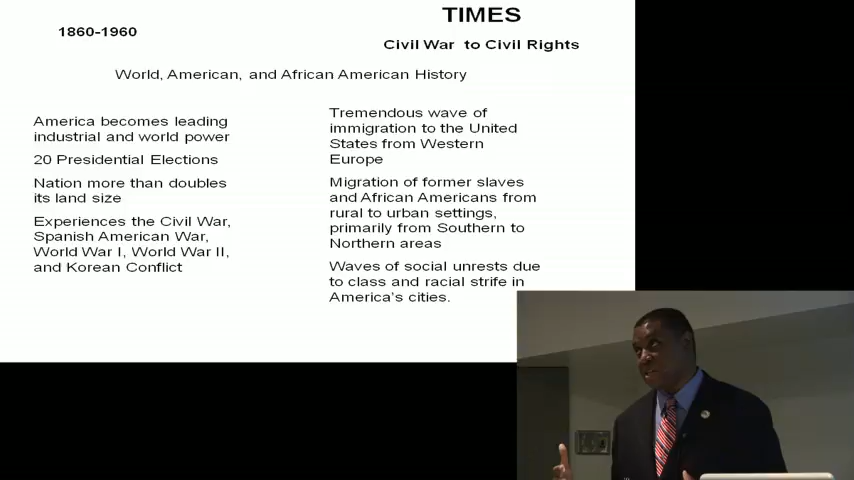 TIMES
1860-1960
Civil War to Civil Rights
World, American, and African American History
America becomes leading
industrial and world power
20 Presidential Elections
Nation more than doubles
its land size
Experiences the Civil War,
Spanish American War,
World War I, World War II,
and Korean Conflict
Tremendous wave of
immigration to the United
States from Western
Europe
Migration of former slaves
and African Americans from
rural to urban settings,
primarily from Southern to
Northern areas
Waves of social unrests due
to class and racial strife in
America's cities.